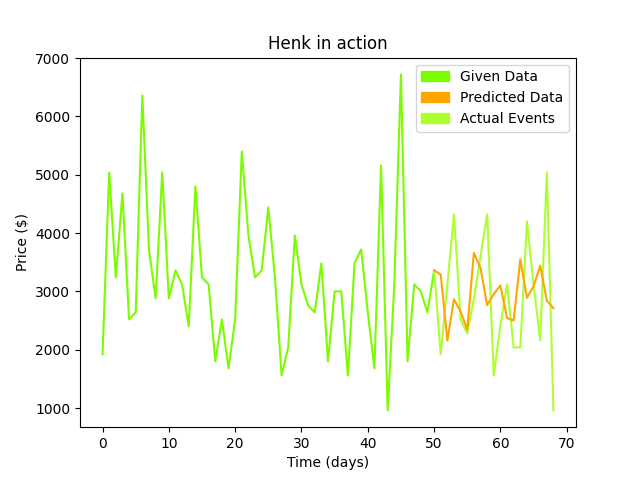 Henk in action
Given Data
Predicted Data
Actual Events
Price ($)
7000
6000
5000
4000
3000
2000
1000
0 10 20 30 40 50 60 70
Time (days)